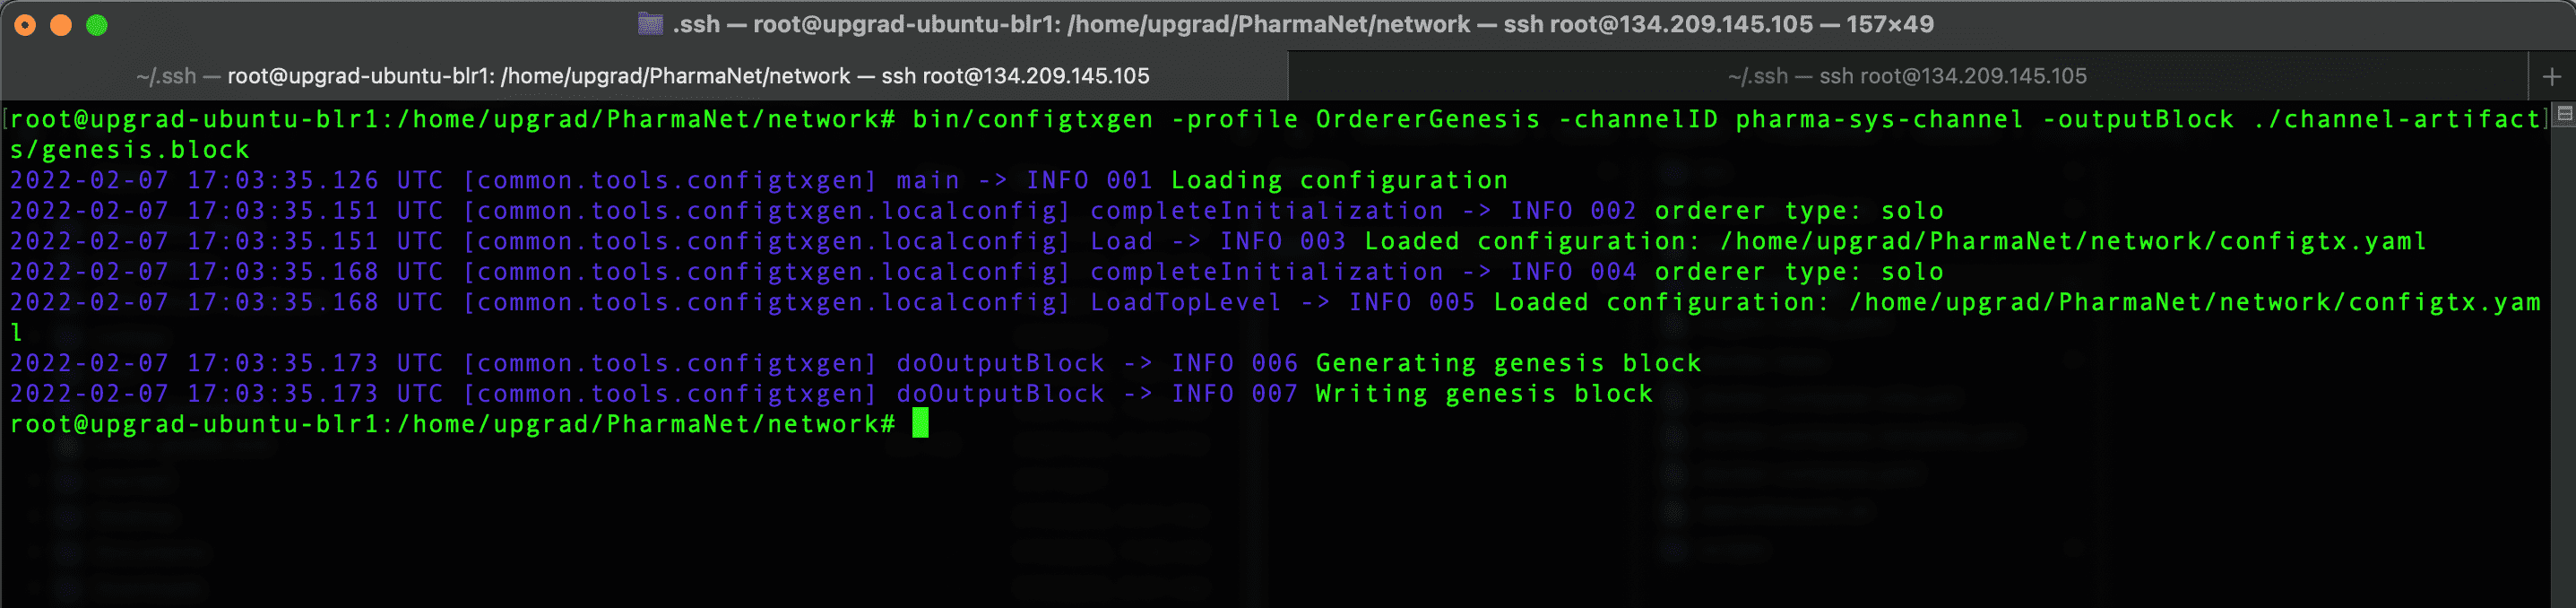 .ssh — root@upgrad-ubuntu-blr1: /home/upgrad/PharmaNet/network — ssh root@134.209.145.105 — 157×49
~/.ssh — root@upgrad-ubuntu-blr1: /home/upgrad/PharmaNet/network — ssh root@134.209.145.105
~/.ssh — ssh root@134.209.145.105
+
[root@upgrad-ubuntu-blr1:/home/upgrad/PharmaNet/network# bin/configtxgen -profile OrdererGenesis -channelID pharma-sys-channel -outputBlock ./channel-artifact]
s/genesis.block
2022-02-07 17:03:35.126 UTC [common.tools.configtxgen] main -> INFO 001 Loading configuration
2022-02-07 17:03:35.151 UTC [common.tools.configtxgen.localconfig] completeInitialization -> INFO 002 orderer type: solo
2022-02-07 17:03:35.151 UTC [common.tools.configtxgen.localconfig] Load -> INFO 003 Loaded configuration: /home/upgrad/PharmaNet/network/configtx.yaml
2022-02-07 17:03:35.168 UTC [common.tools.configtxgen.localconfig] completeInitialization -> INFO 004 orderer type: solo
2022-02-07 17:03:35.168 UTC [common.tools.configtxgen.localconfig] LoadTopLevel -> INFO 005 Loaded configuration: /home/upgrad/PharmaNet/network/configtx.yam
l
2022-02-07 17:03:35.173 UTC [common.tools.configtxgen] doOutputBlock -> INFO 006 Generating genesis block
2022-02-07 17:03:35.173 UTC [common.tools.configtxgen] doOutputBlock -> INFO 007 Writing genesis block
root@upgrad-ubuntu-blr1:/home/upgrad/PharmaNet/network#